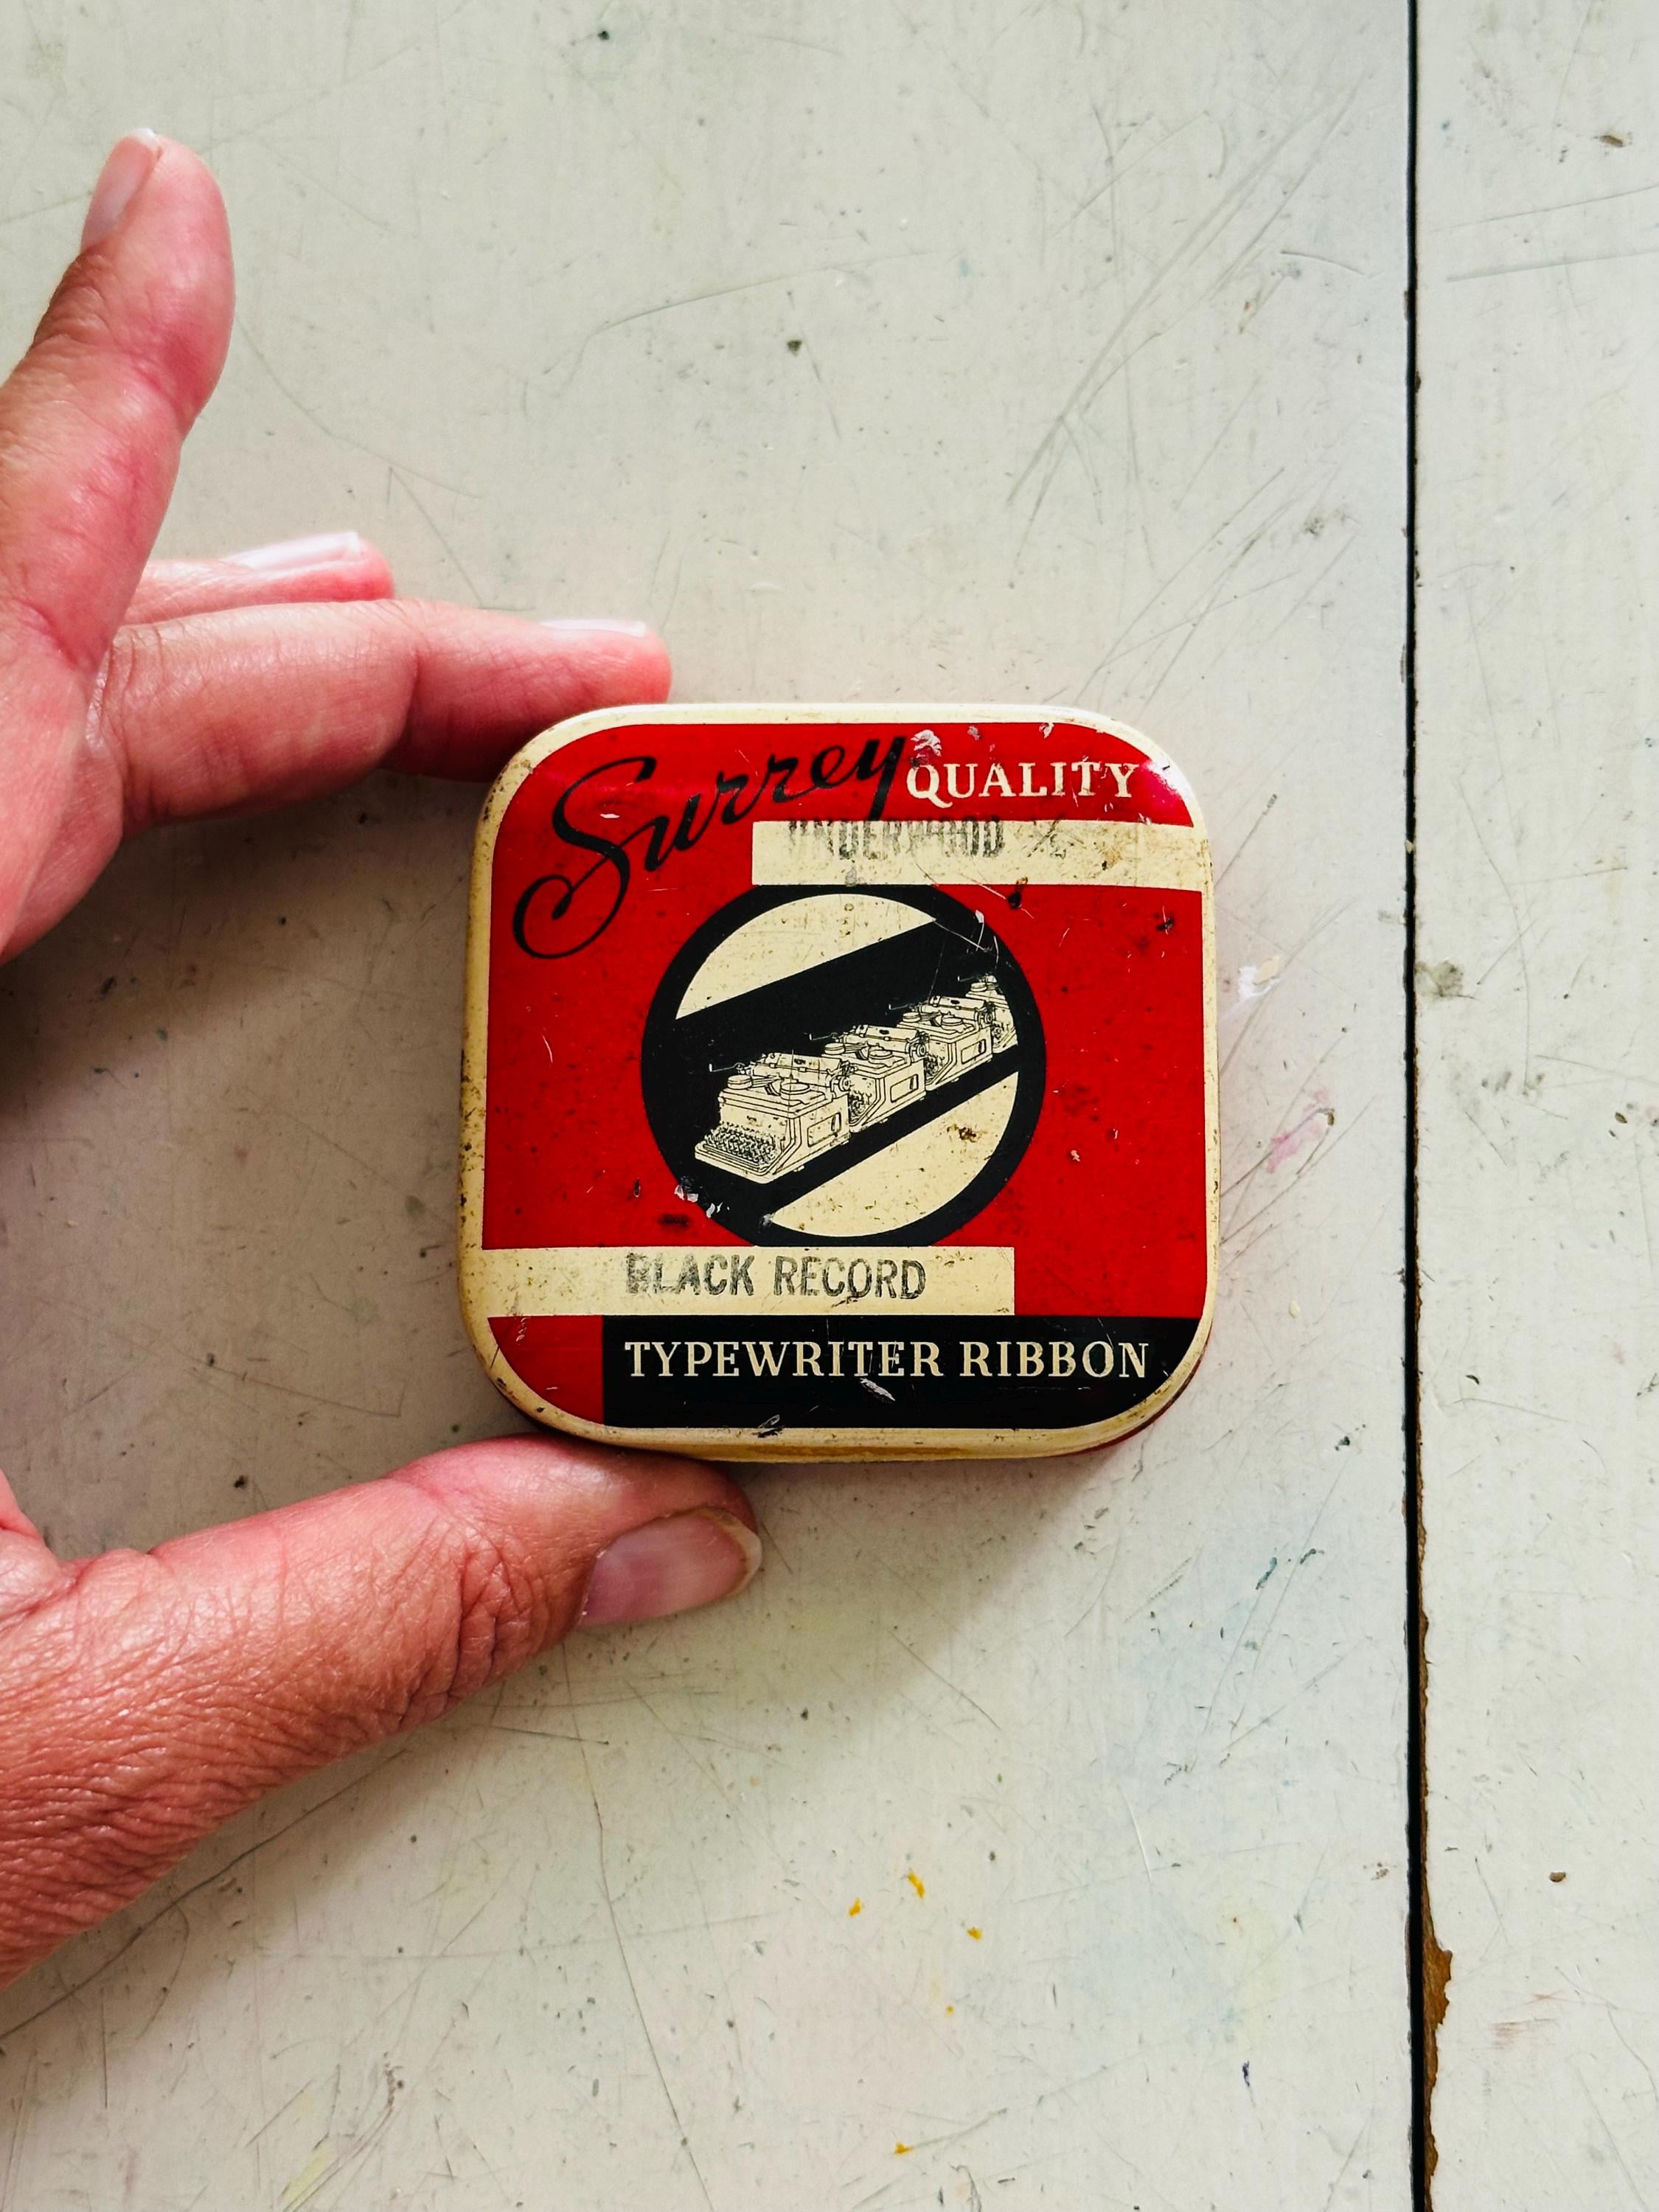 Surrey QUALITY
UNDERWOOD
BLACK RECORD
TYPEWRITER RIBBON